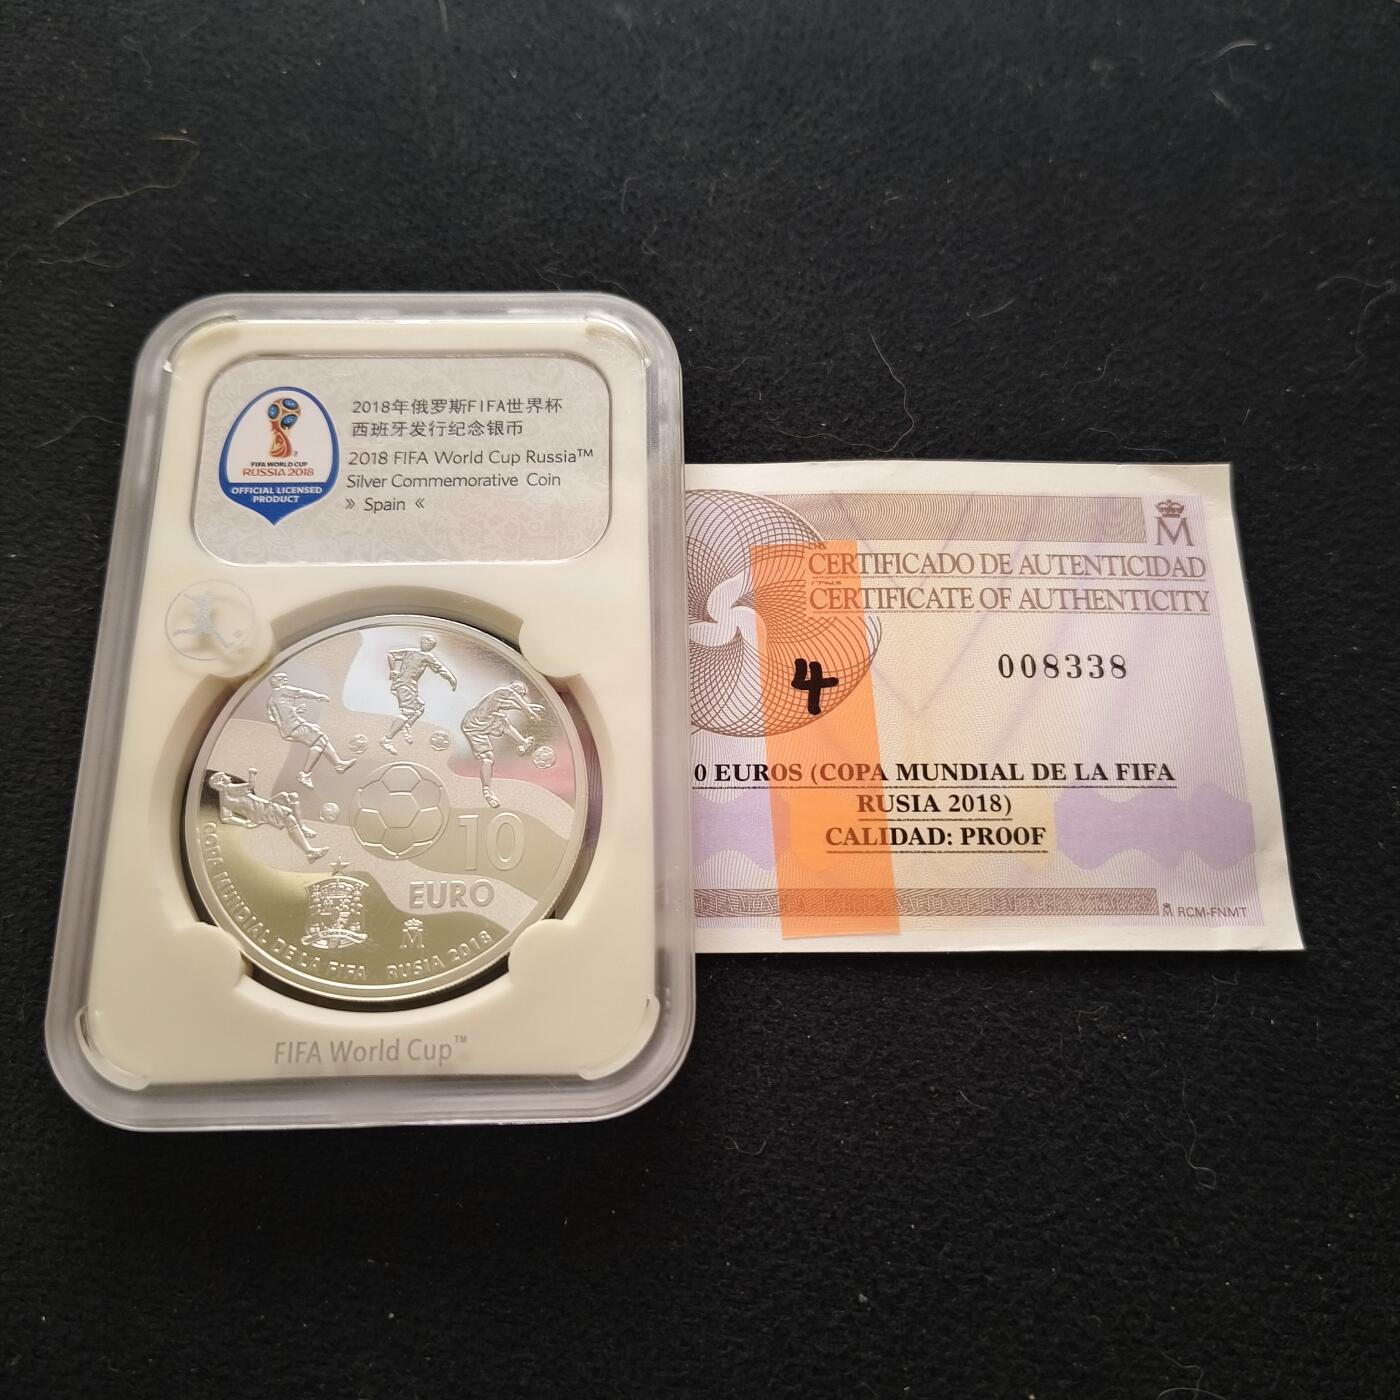 2018年俄罗斯FIFA世界杯
西班牙发行纪念银币
2018 FIFA World Cup Russia™
Silver Commemorative Coin
» Spain «
FIFA WORLD CUP
RUSSIA 2018
OFFICIAL LICENSED
PRODUCT
10
EURO
M
COPA MUNDIAL DE LA FIFA RUSIA 2018
FIFA World Cup™
M
CERTIFICADO DE AUTENTICIDAD
CERTIFICATE OF AUTHENTICITY
008338
4
0 EUROS (COPA MUNDIAL DE LA FIFA
RUSIA 2018)
CALIDAD: PROOF
RCM-FNMT